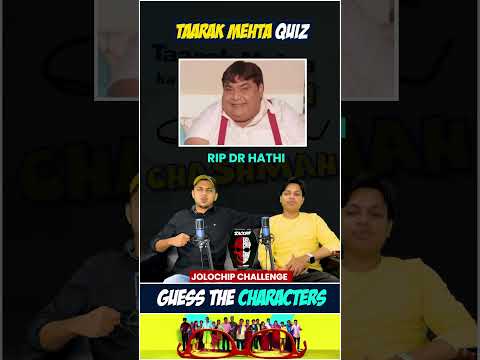 TAARAK MEHTA QUIZ
RIP DR HATHI
JOLOCHIP CHALLENGE
GUESS THE CHARACTERS